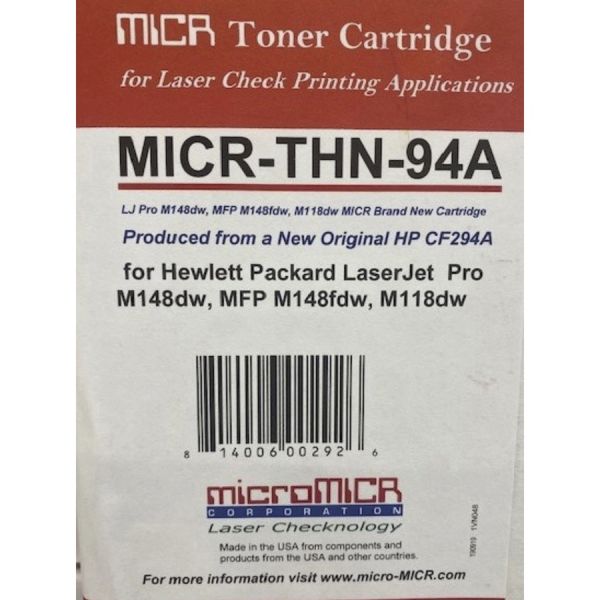 MICR Toner Cartridge
for Laser Check Printing Applications
MICR-THN-94A
LJ Pro M148dw, MFP M148fdw, M118dw MICR Brand New Cartridge
Produced from a New Original HP CF294A
for Hewlett Packard LaserJet Pro
M148dw, MFP M148fdw, M118dw
8 14006 00292 6
microMICR
CORPORATION
Laser Checknology
Made in the USA from components and
products from the USA and other countries.
190919 1VN048
For more information visit www.micro-MICR.com